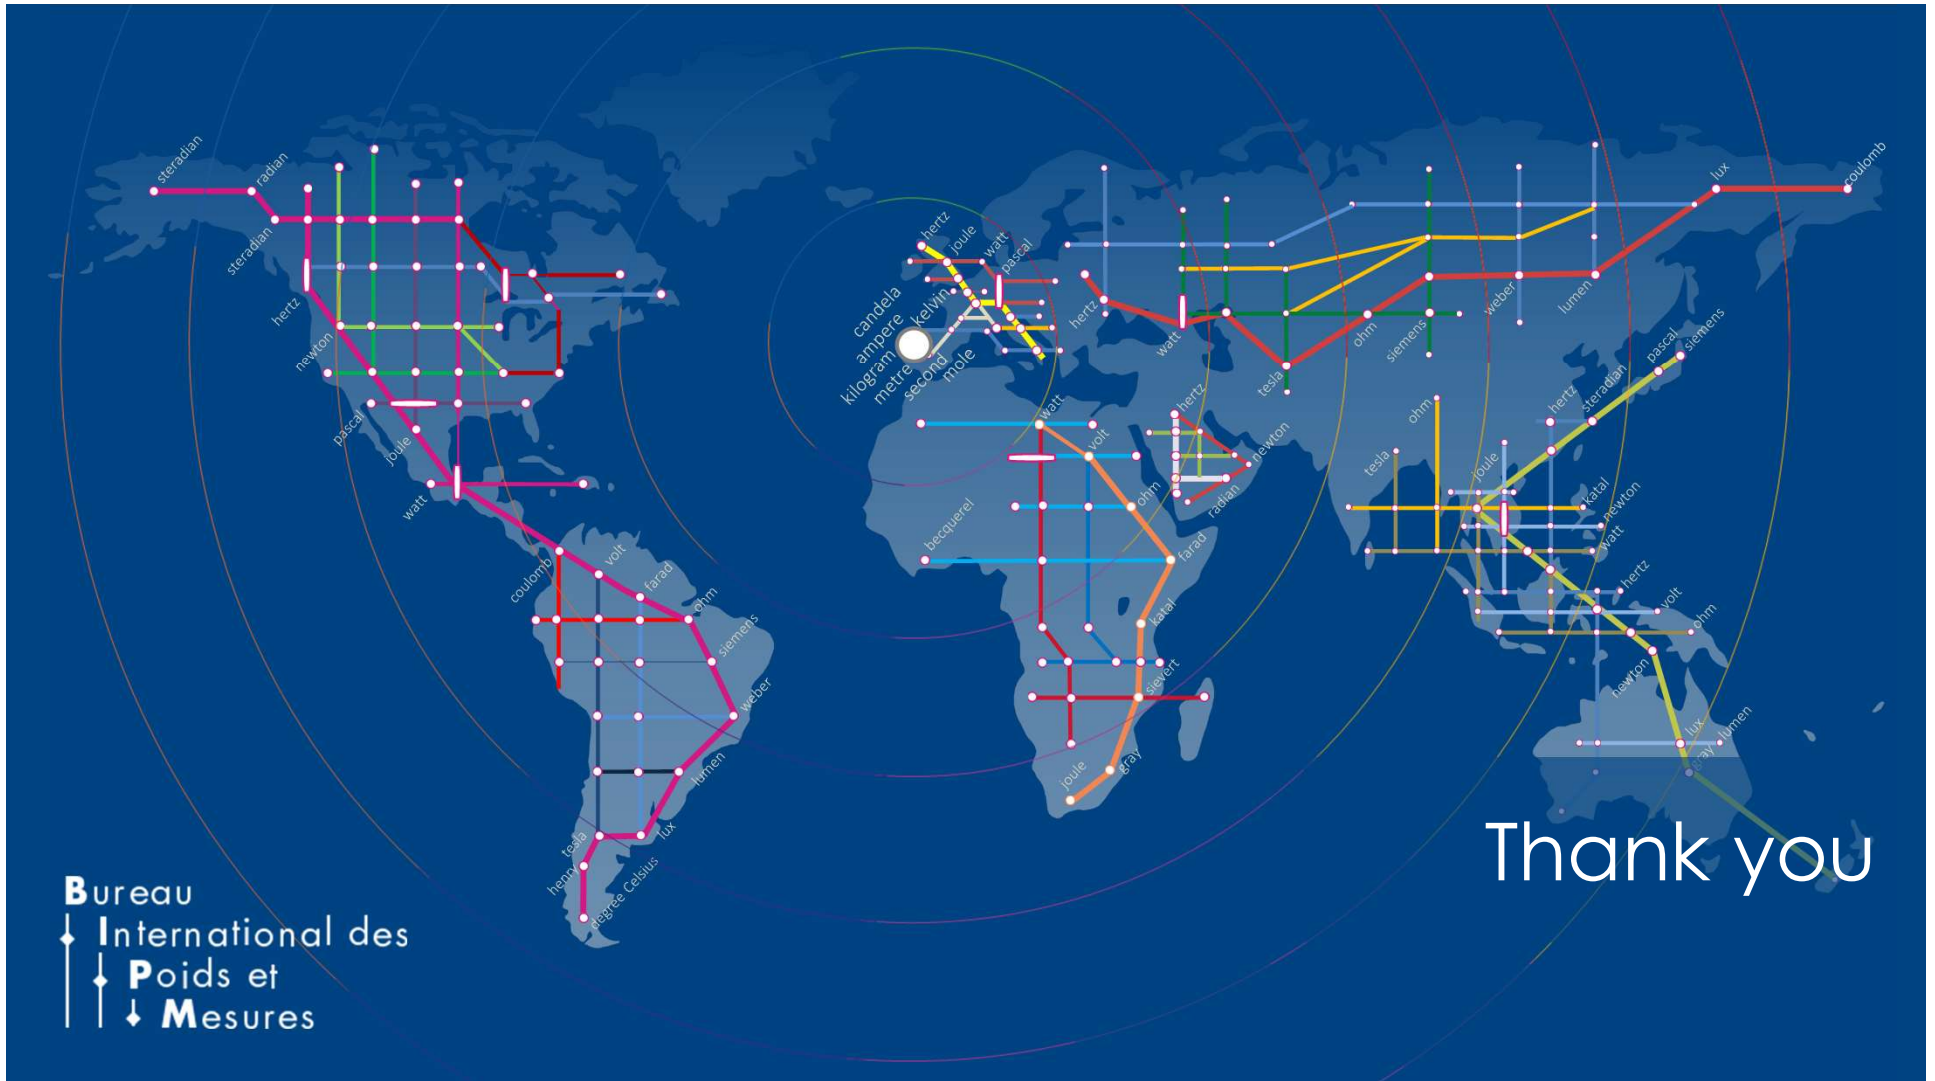 steradian
radian
steradian
hertz
newton
pascal
joule
watt
coulomb
volt
farad
ohm
siemens
weber
lumen
lux
tesla
henry
degree Celsius
hertz
joule
watt
pascal
candela
ampere
kelvin
kilogram
metre
second
mole
watt
volt
ohm
becquerel
farad
katal
sievert
gray
joule
hertz
newton
radian
hertz
watt
tesla
ohm
siemens
weber
lumen
lux
coulomb
siemens
pascal
steradian
hertz
ohm
tesla
joule
katal
newton
watt
hertz
volt
ohm
newton
lux
lumen
gray
Thank you
Bureau
International des
Poids et
Mesures